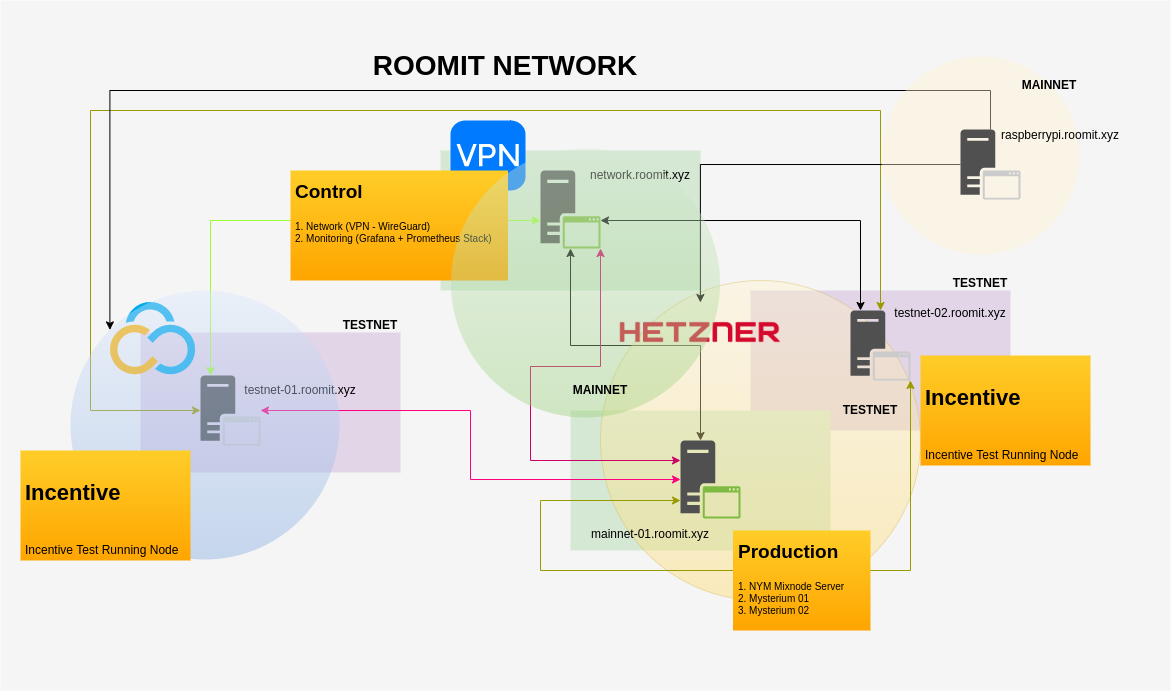 ROOMIT NETWORK
MAINNET
raspberrypi.roomit.xyz
VPN
network.roomit.xyz
Control
1. Network (VPN - WireGuard)
2. Monitoring (Grafana + Prometheus Stack)
TESTNET
testnet-02.roomit.xyz
TESTNET
HETZNER
testnet-01.roomit.xyz
MAINNET
TESTNET
Incentive
Incentive Test Running Node
Incentive
Incentive Test Running Node
mainnet-01.roomit.xyz
Production
1. NYM Mixnode Server
2. Mysterium 01
3. Mysterium 02